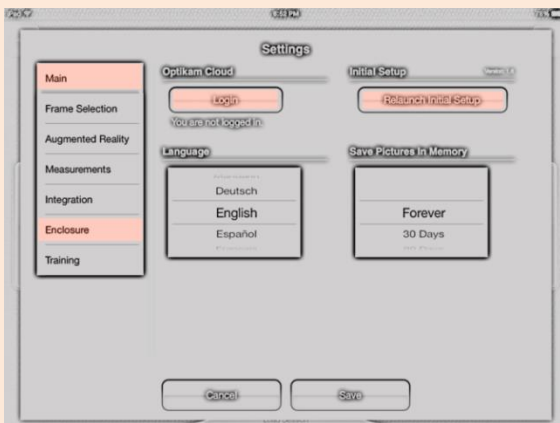 iPad
Settings
Main
Frame Selection
Augmented Reality
Measurements
Integration
Enclosure
Training
Optikam Cloud
Login
You are not logged in.
Language
Deutsch
English
Español
Initial Setup
Relaunch Initial Setup
Save Pictures In Memory
Forever
30 Days
Cancel
Save